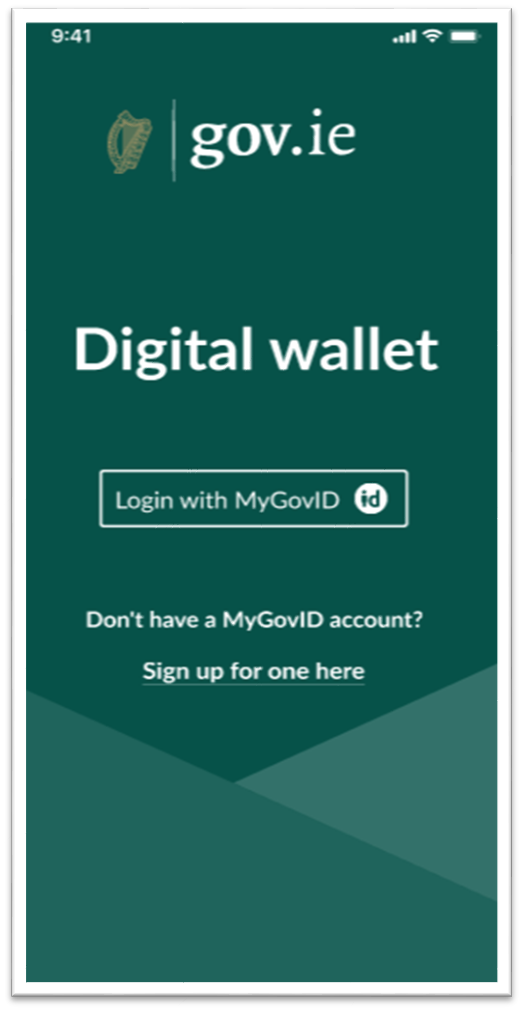 9:41
gov.ie
Digital wallet
Login with MyGovID id
Don't have a MyGovID account?
Sign up for one here